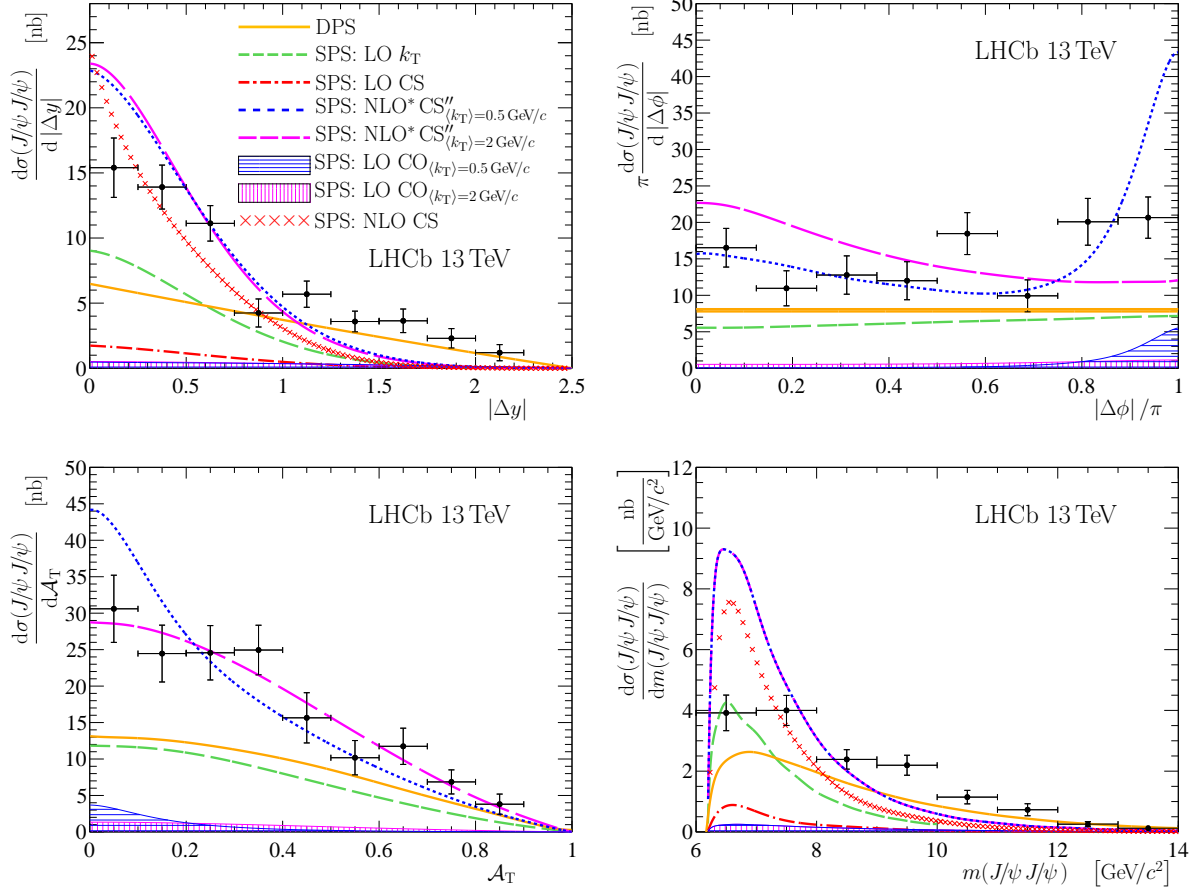 dσ(J/ψ J/ψ)
d |Δy|
[nb]
25
20
15
10
5
0
0 0.5 1.0 1.5 2.0 2.5
|Δy|
DPS
SPS: LO kT
SPS: LO CS
SPS: NLO* CS″⟨kT⟩=0.5 GeV/c
SPS: NLO* CS″⟨kT⟩=2 GeV/c
SPS: LO CO⟨kT⟩=0.5 GeV/c
SPS: LO CO⟨kT⟩=2 GeV/c
SPS: NLO CS
LHCb 13 TeV
π dσ(J/ψ J/ψ)
d |Δϕ|
[nb]
50
45
40
35
30
25
20
15
10
5
0
0 0.2 0.4 0.6 0.8 1
|Δϕ| /π
LHCb 13 TeV
dσ(J/ψ J/ψ)
d𝒜T
[nb]
50
45
40
35
30
25
20
15
10
5
0
0 0.2 0.4 0.6 0.8 1
𝒜T
LHCb 13 TeV
dσ(J/ψ J/ψ)
dm(J/ψ J/ψ)
[nb
GeV/c²]
12
10
8
6
4
2
0
6 8 10 12 14
m(J/ψ J/ψ) [GeV/c²]
LHCb 13 TeV